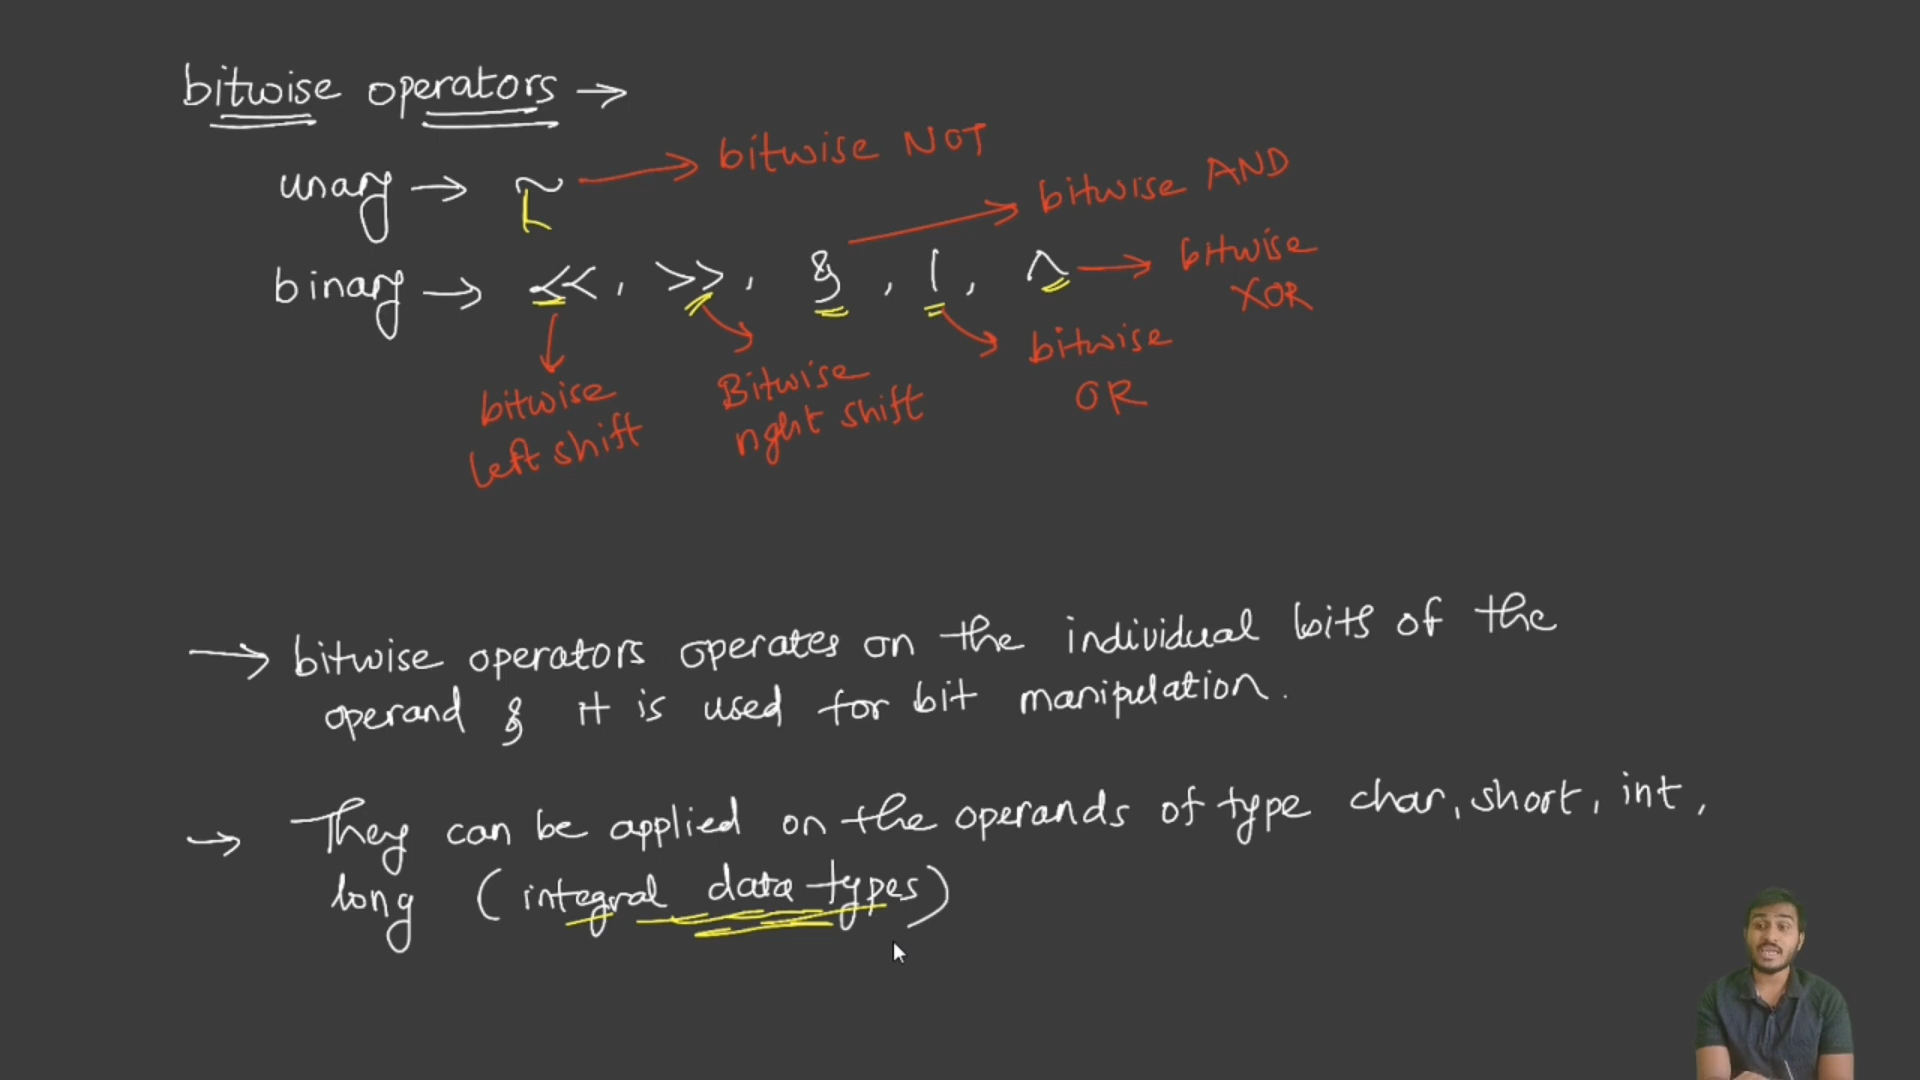 bitwise operators →
unary → ~ → bitwise NOT
binary → <<, >>, &, |, ^
bitwise AND
bitwise XOR
bitwise left shift
Bitwise right shift
bitwise OR
→ bitwise operators operates on the individual bits of the
operand & it is used for bit manipulation.
→ They can be applied on the operands of type char, short, int,
long (integral data types)